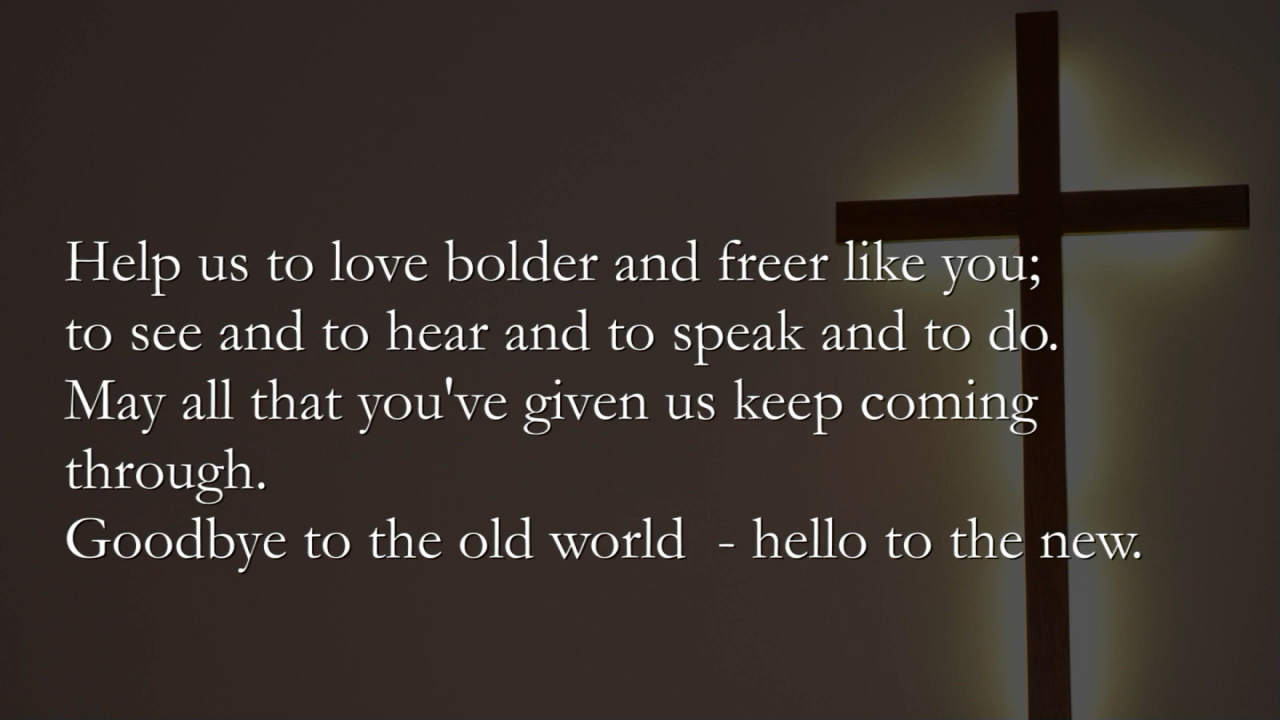 Help us to love bolder and freer like you;
to see and to hear and to speak and to do.
May all that you've given us keep coming
through.
Goodbye to the old world  - hello to the new.